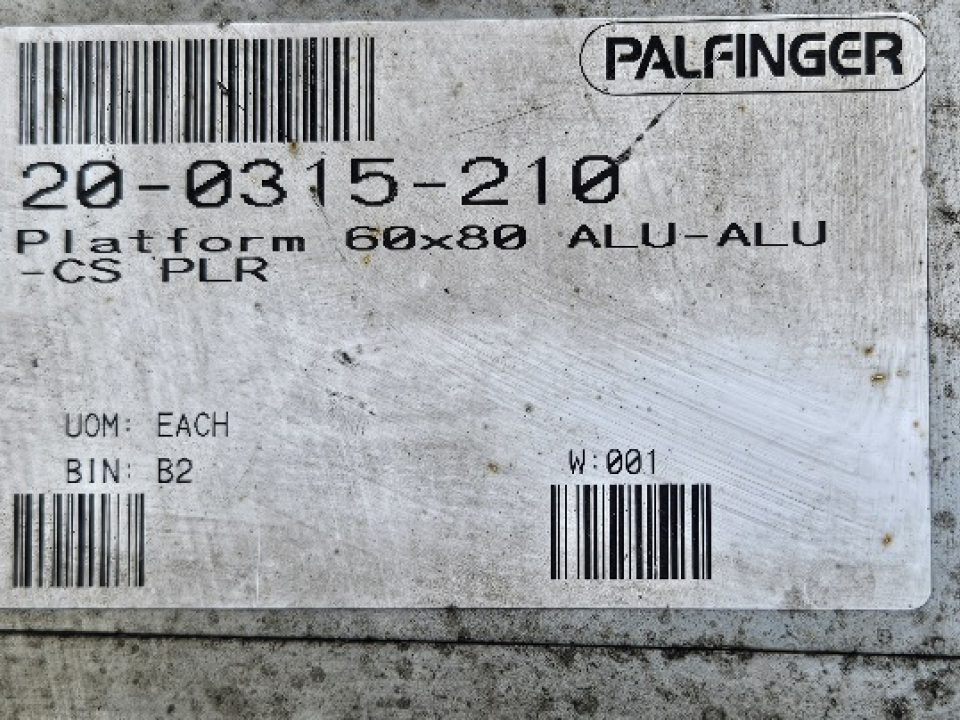 PALFINGER
20-0315-210
Platform 60x80 ALU-ALU
-CS PLR
UOM: EACH
BIN: B2
W:001